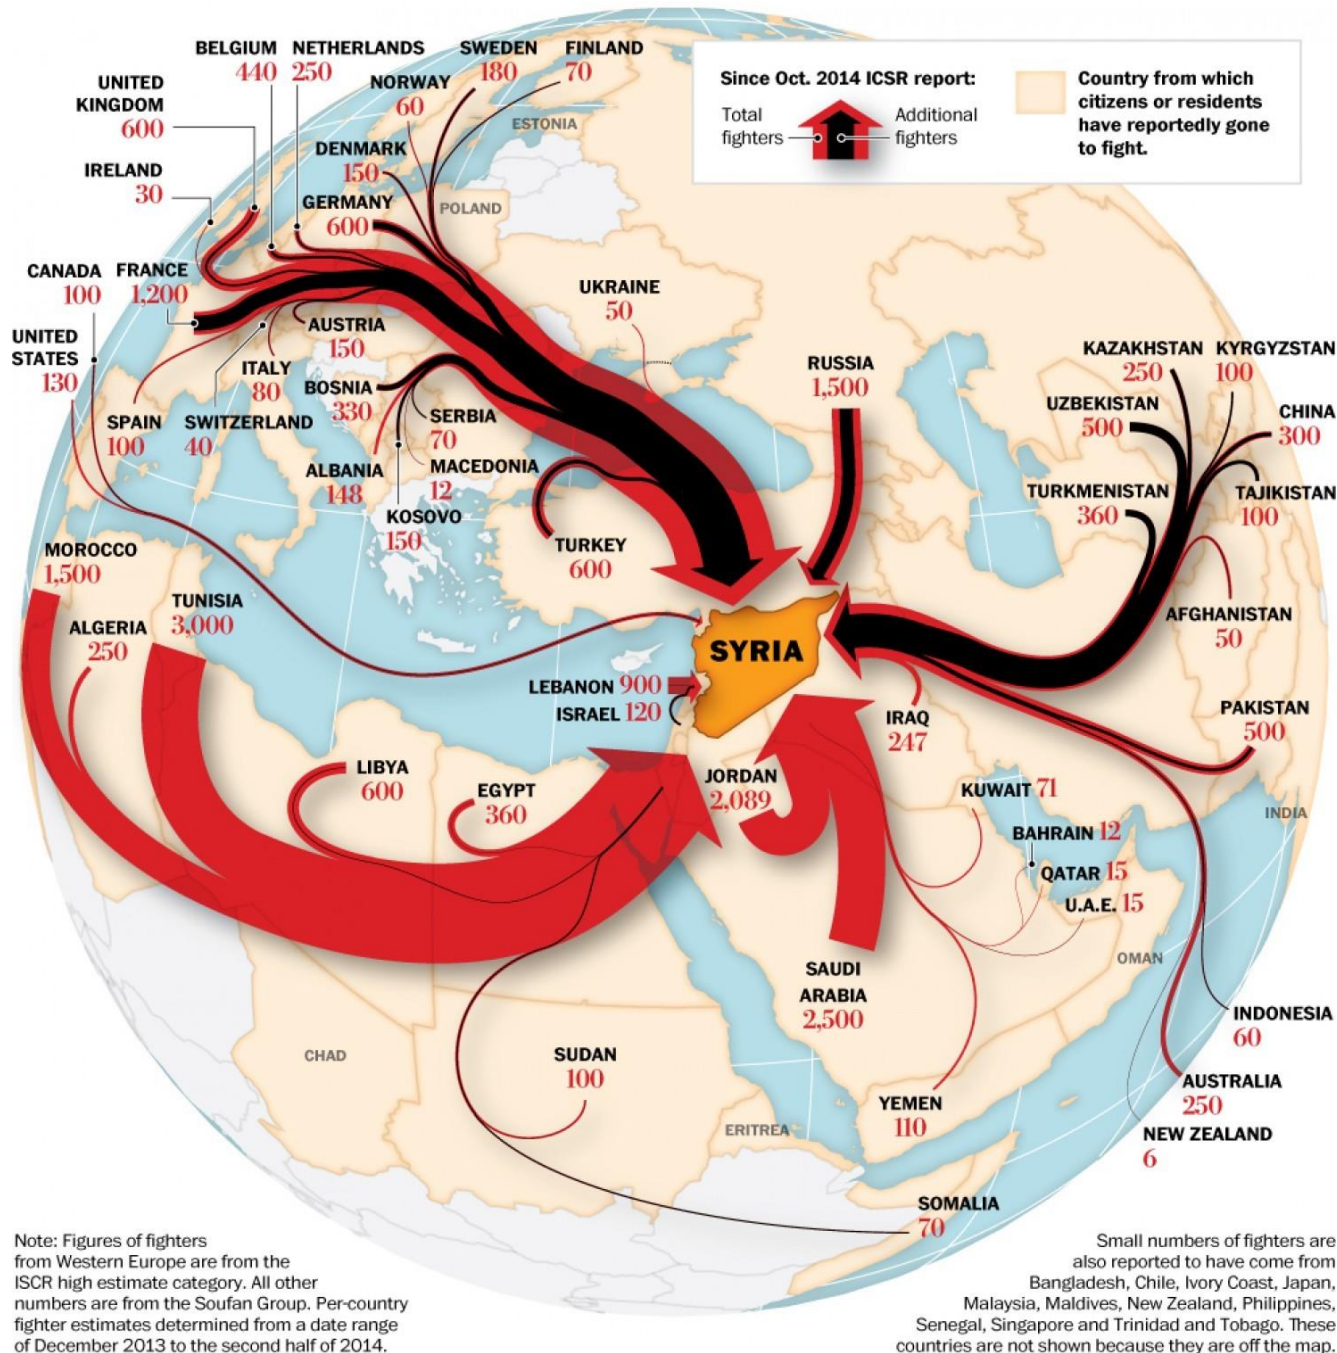 BELGIUM
440
NETHERLANDS
250
SWEDEN
180
FINLAND
70
UNITED
KINGDOM
600
NORWAY
60
ESTONIA
IRELAND
30
DENMARK
150
GERMANY
600
POLAND
Since Oct. 2014 ICSR report:
Total
fighters
Additional
fighters
Country from which
citizens or residents
have reportedly gone
to fight.
CANADA
100
FRANCE
1,200
UNITED
STATES
130
AUSTRIA
150
ITALY
80
SPAIN
100
SWITZERLAND
40
BOSNIA
330
SERBIA
70
ALBANIA
148
MACEDONIA
12
KOSOVO
150
UKRAINE
50
RUSSIA
1,500
KAZAKHSTAN
250
KYRGYZSTAN
100
UZBEKISTAN
500
CHINA
300
TURKMENISTAN
360
TAJIKISTAN
100
TURKEY
600
MOROCCO
1,500
TUNISIA
3,000
ALGERIA
250
AFGHANISTAN
50
SYRIA
LEBANON 900
ISRAEL 120
IRAQ
247
PAKISTAN
500
LIBYA
600
EGYPT
360
JORDAN
2,089
KUWAIT 71
BAHRAIN 12
QATAR 15
U.A.E. 15
INDIA
OMAN
SAUDI
ARABIA
2,500
INDONESIA
60
CHAD
SUDAN
100
AUSTRALIA
250
YEMEN
110
ERITREA
NEW ZEALAND
6
SOMALIA
70
Note: Figures of fighters
from Western Europe are from the
ISCR high estimate category. All other
numbers are from the Soufan Group. Per-country
fighter estimates determined from a date range
of December 2013 to the second half of 2014.
Small numbers of fighters are
also reported to have come from
Bangladesh, Chile, Ivory Coast, Japan,
Malaysia, Maldives, New Zealand, Philippines,
Senegal, Singapore and Trinidad and Tobago. These
countries are not shown because they are off the map.